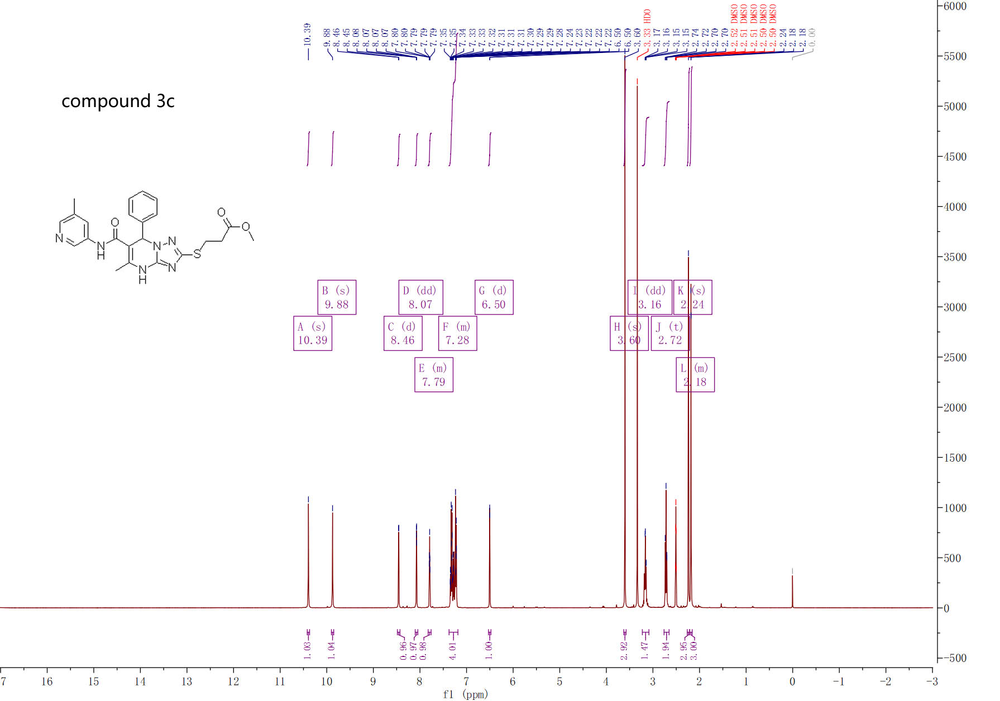 10.39
9.88
8.46
8.45
8.08
8.07
8.07
8.07
7.80
7.80
7.79
7.79
7.79
7.35
7.35
7.34
7.33
7.33
7.32
7.31
7.31
7.31
7.30
7.29
7.29
7.28
7.24
7.23
7.22
7.22
7.22
6.50
6.50
3.60
3.33 HDO
3.17
3.16
3.15
3.15
2.74
2.72
2.70
2.70
2.52 DMSO
2.51 DMSO
2.51 DMSO
2.50 DMSO
2.50 DMSO
2.24
2.18
2.18
0.00
compound 3c
N
N
H
O
N
N
N
N
H
S
O
O
B (s)
9.88
D (dd)
8.07
G (d)
6.50
I (dd)
3.16
K (s)
2.24
A (s)
10.39
C (d)
8.46
F (m)
7.28
H (s)
3.60
J (t)
2.72
E (m)
7.79
L (m)
2.18
6000
5500
5000
4500
4000
3500
3000
2500
2000
1500
1000
500
0
-500
1.03
1.04
0.96
0.97
0.98
4.01
1.00
2.92
1.47
1.94
2.95
3.00
7 16 15 14 13 12 11 10 9 8 7 6 5 4 3 2 1 0 -1 -2 -3
f1 (ppm)